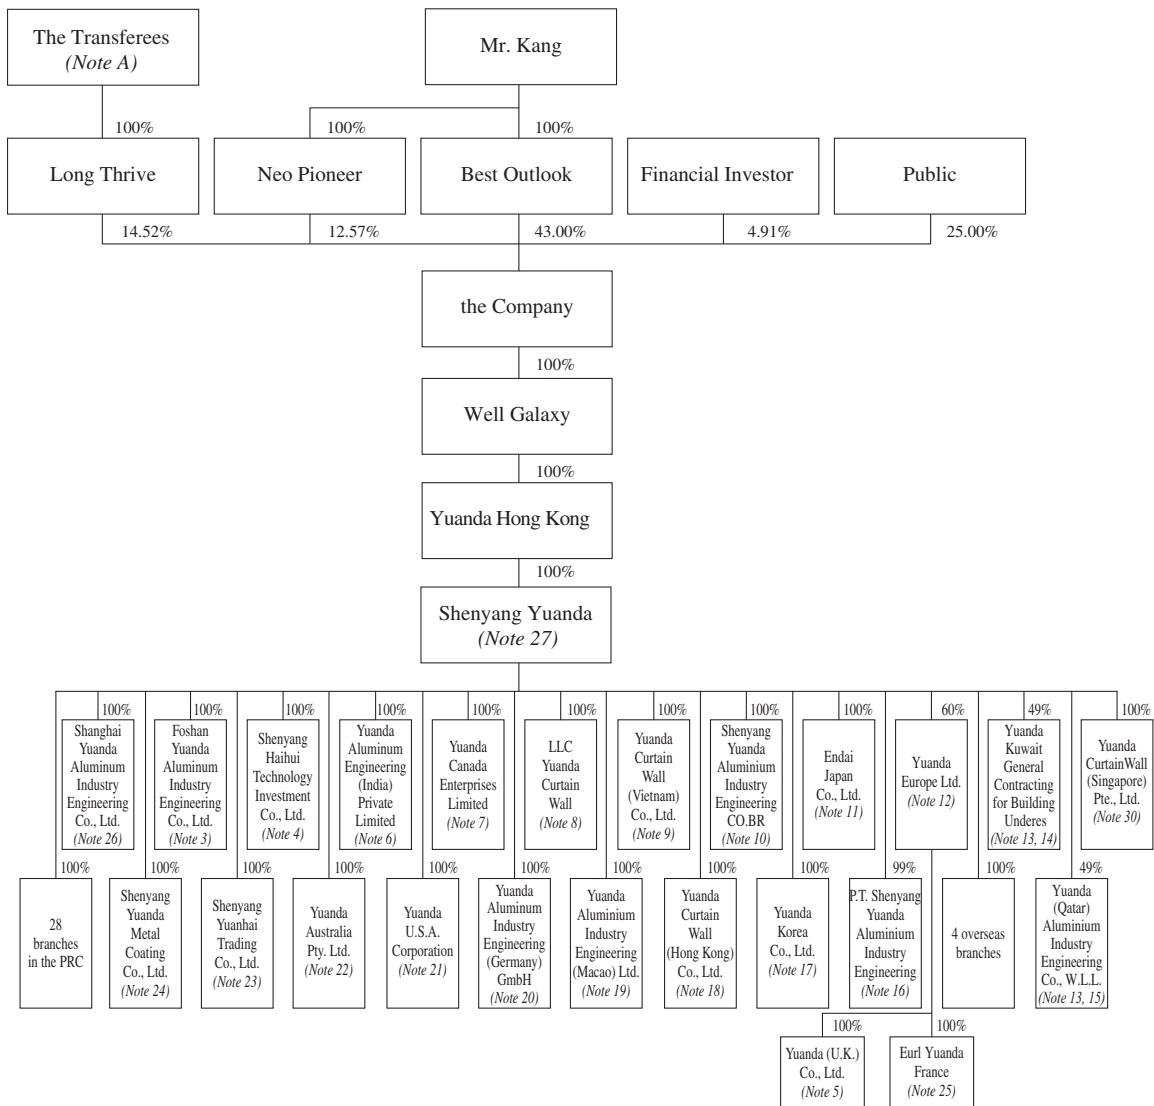 The Transferees
(Note A)
Mr. Kang
100%
100%
100%
Long Thrive
Neo Pioneer
Best Outlook
Financial Investor
Public
14.52%
12.57%
43.00%
4.91%
25.00%
the Company
100%
Well Galaxy
100%
Yuanda Hong Kong
100%
Shenyang Yuanda
(Note 27)
100%
Shanghai
Yuanda
Aluminum
Industry
Engineering
Co., Ltd.
(Note 26)
100%
Foshan
Yuanda
Aluminum
Industry
Engineering
Co., Ltd.
(Note 3)
100%
Shenyang
Haihui
Technology
Investment
Co., Ltd.
(Note 4)
100%
Yuanda
Aluminum
Engineering
(India)
Private
Limited
(Note 6)
100%
Yuanda
Canada
Enterprises
Limited
(Note 7)
100%
LLC
Yuanda
Curtain
Wall
(Note 8)
100%
Yuanda
Curtain
Wall
(Vietnam)
Co., Ltd.
(Note 9)
100%
Shenyang
Yuanda
Aluminium
Industry
Engineering
CO.BR
(Note 10)
100%
Endai
Japan
Co., Ltd.
(Note 11)
60%
Yuanda
Europe Ltd.
(Note 12)
49%
Yuanda
Kuwait
General
Contracting
for Building
Underes
(Note 13, 14)
100%
Yuanda
CurtainWall
(Singapore)
Pte., Ltd.
(Note 30)
100%
28
branches
in the PRC
100%
Shenyang
Yuanda
Metal
Coating
Co., Ltd.
(Note 24)
100%
Shenyang
Yuanhai
Trading
Co., Ltd.
(Note 23)
100%
Yuanda
Australia
Pty. Ltd.
(Note 22)
100%
Yuanda
U.S.A.
Corporation
(Note 21)
100%
Yuanda
Aluminum
Industry
Engineering
(Germany)
GmbH
(Note 20)
100%
Yuanda
Aluminium
Industry
Engineering
(Macao) Ltd.
(Note 19)
100%
Yuanda
Curtain
Wall
(Hong Kong)
Co., Ltd.
(Note 18)
100%
Yuanda
Korea
Co., Ltd.
(Note 17)
99%
P.T. Shenyang
Yuanda
Aluminium
Industry
Engineering
(Note 16)
100%
4 overseas
branches
49%
Yuanda
(Qatar)
Aluminium
Industry
Engineering
Co., W.L.L.
(Note 13, 15)
100%
Yuanda (U.K.)
Co., Ltd.
(Note 5)
100%
Eurl Yuanda
France
(Note 25)